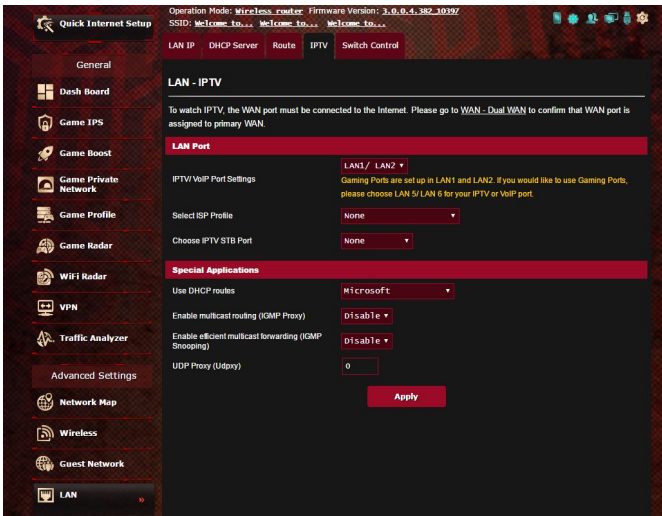 Quick Internet Setup
Operation Mode: Wireless router Firmware Version: 3.0.0.4.382_10397
SSID: Welcome to... Welcome to... Welcome to...
LAN IP DHCP Server Route IPTV Switch Control
General
Dash Board
Game IPS
Game Boost
Game Private
Network
Game Profile
Game Radar
WiFi Radar
VPN
Traffic Analyzer
Advanced Settings
Network Map
Wireless
Guest Network
LAN »
LAN - IPTV
To watch IPTV, the WAN port must be connected to the Internet. Please go to WAN - Dual WAN to confirm that WAN port is
assigned to primary WAN.
LAN Port
IPTV/ VoIP Port Settings
LAN1/ LAN2
Gaming Ports are set up in LAN1 and LAN2. If you would like to use Gaming Ports,
please choose LAN 5/ LAN 6 for your IPTV or VoIP port.
Select ISP Profile None
Choose IPTV STB Port None
Special Applications
Use DHCP routes Microsoft
Enable multicast routing (IGMP Proxy) Disable
Enable efficient multicast forwarding (IGMP
Snooping) Disable
UDP Proxy (Udpxy) 0
Apply